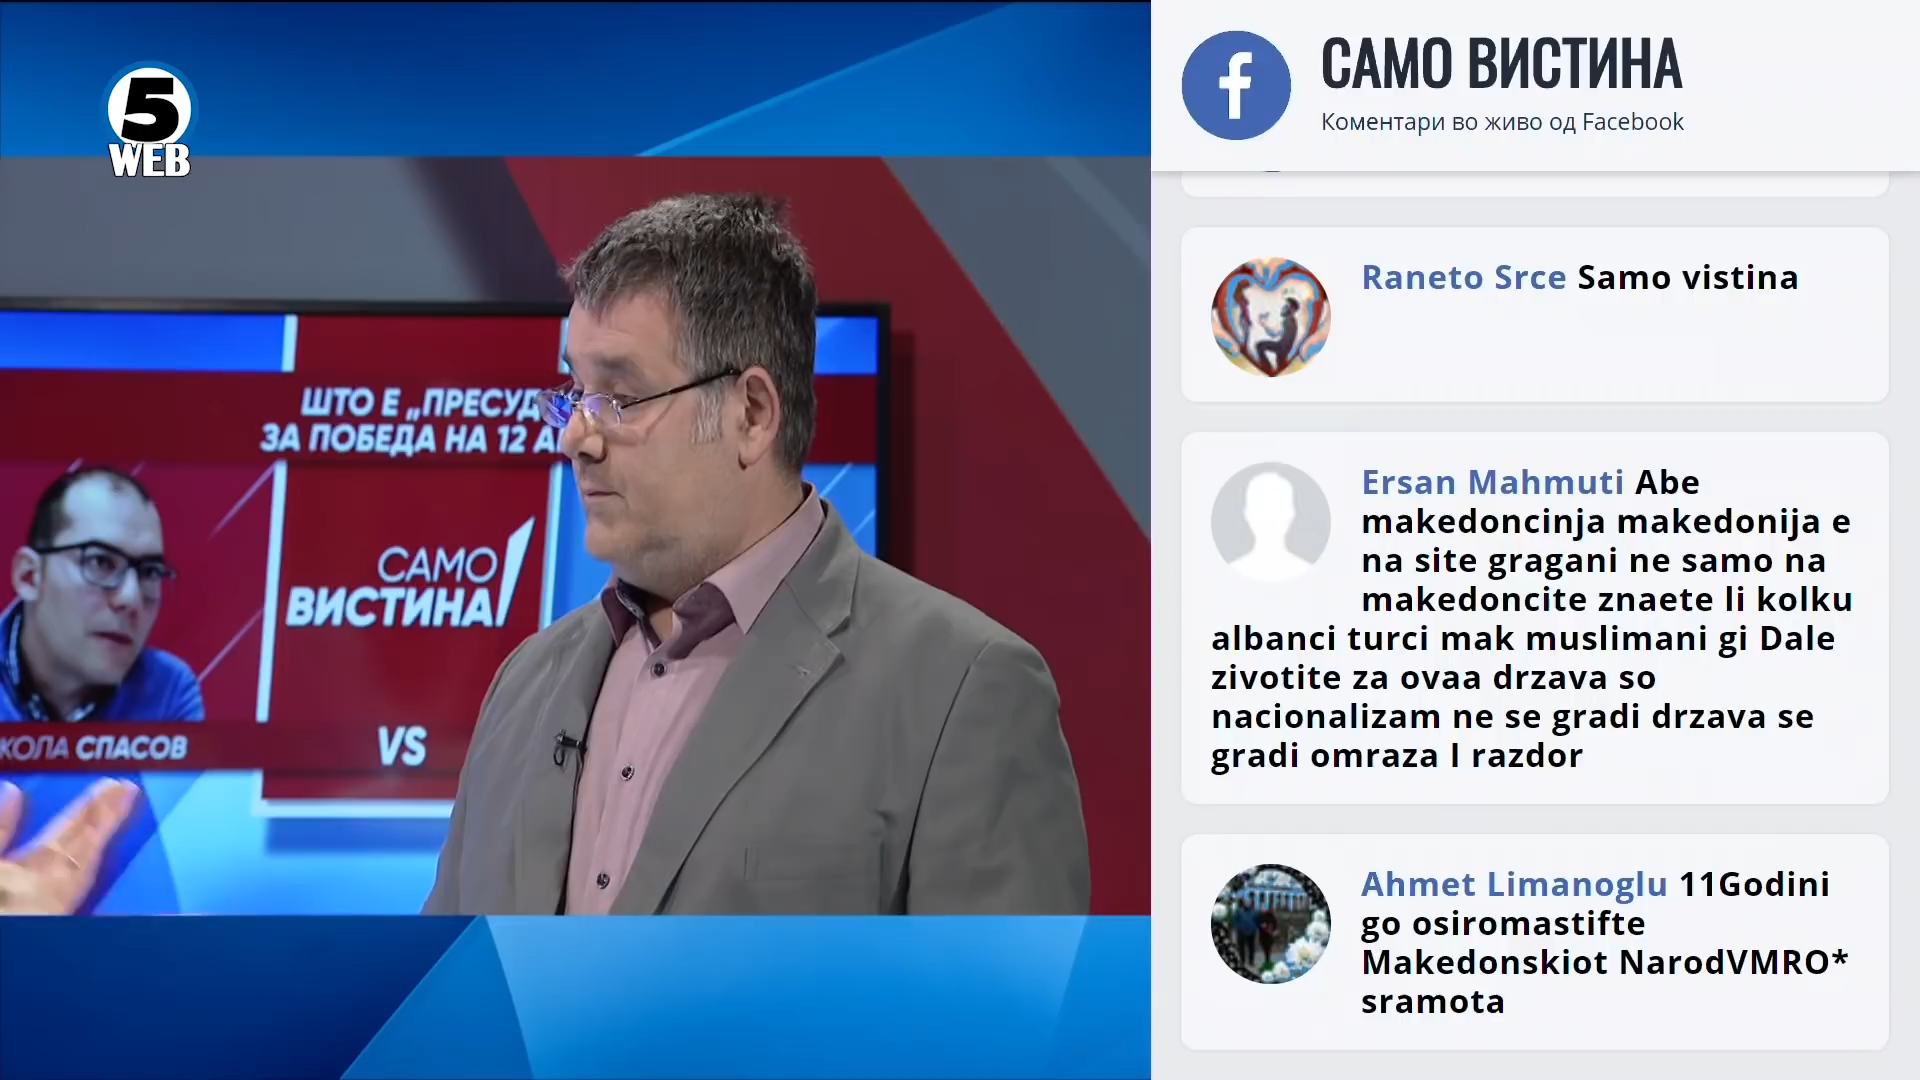 5
WEB
ШТО Е „ПРЕСУД
ЗА ПОБЕДА НА 12
САМО
ВИСТИНА
КОЛА СПАСОВ
VS
САМО ВИСТИНА
Коментари во живо од Facebook
Raneto Srce Samo vistina
Ersan Mahmuti Abe
makedoncinja makedonija e
na site gragani ne samo na
makedoncite znaete li kolku
albanci turci mak muslimani gi Dale
zivotite za ovaa drzava so
nacionalizam ne se gradi drzava se
gradi omraza I razdor
Ahmet Limanoglu 11Godini
go osiromastifte
Makedonskiot NarodVMRO*
sramota